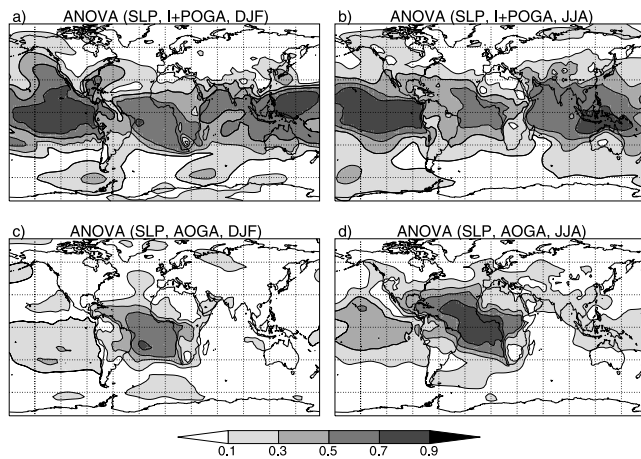 a) ANOVA (SLP, I+POGA, DJF)
b) ANOVA (SLP, I+POGA, JJA)
c) ANOVA (SLP, AOGA, DJF)
d) ANOVA (SLP, AOGA, JJA)
0.1 0.3 0.5 0.7 0.9